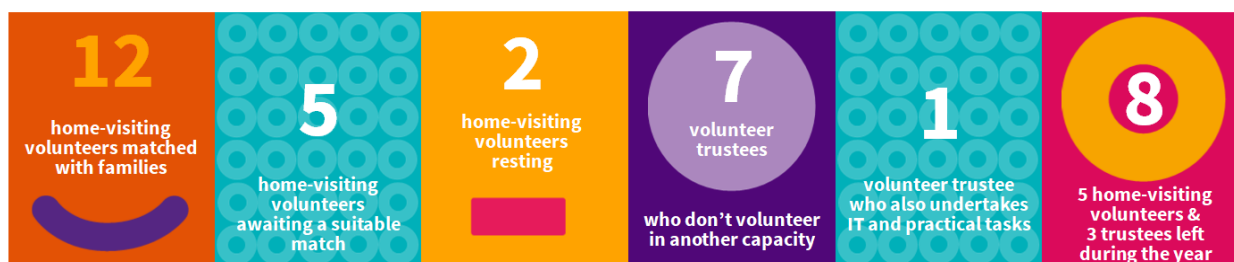 12
home-visiting
volunteers matched
with families
5
home-visiting
volunteers
awaiting a suitable
match
2
home-visiting
volunteers
resting
7
volunteer
trustees
who don’t volunteer
in another capacity
1
volunteer trustee
who also undertakes
IT and practical tasks
8
5 home-visiting
volunteers &
3 trustees left
during the year